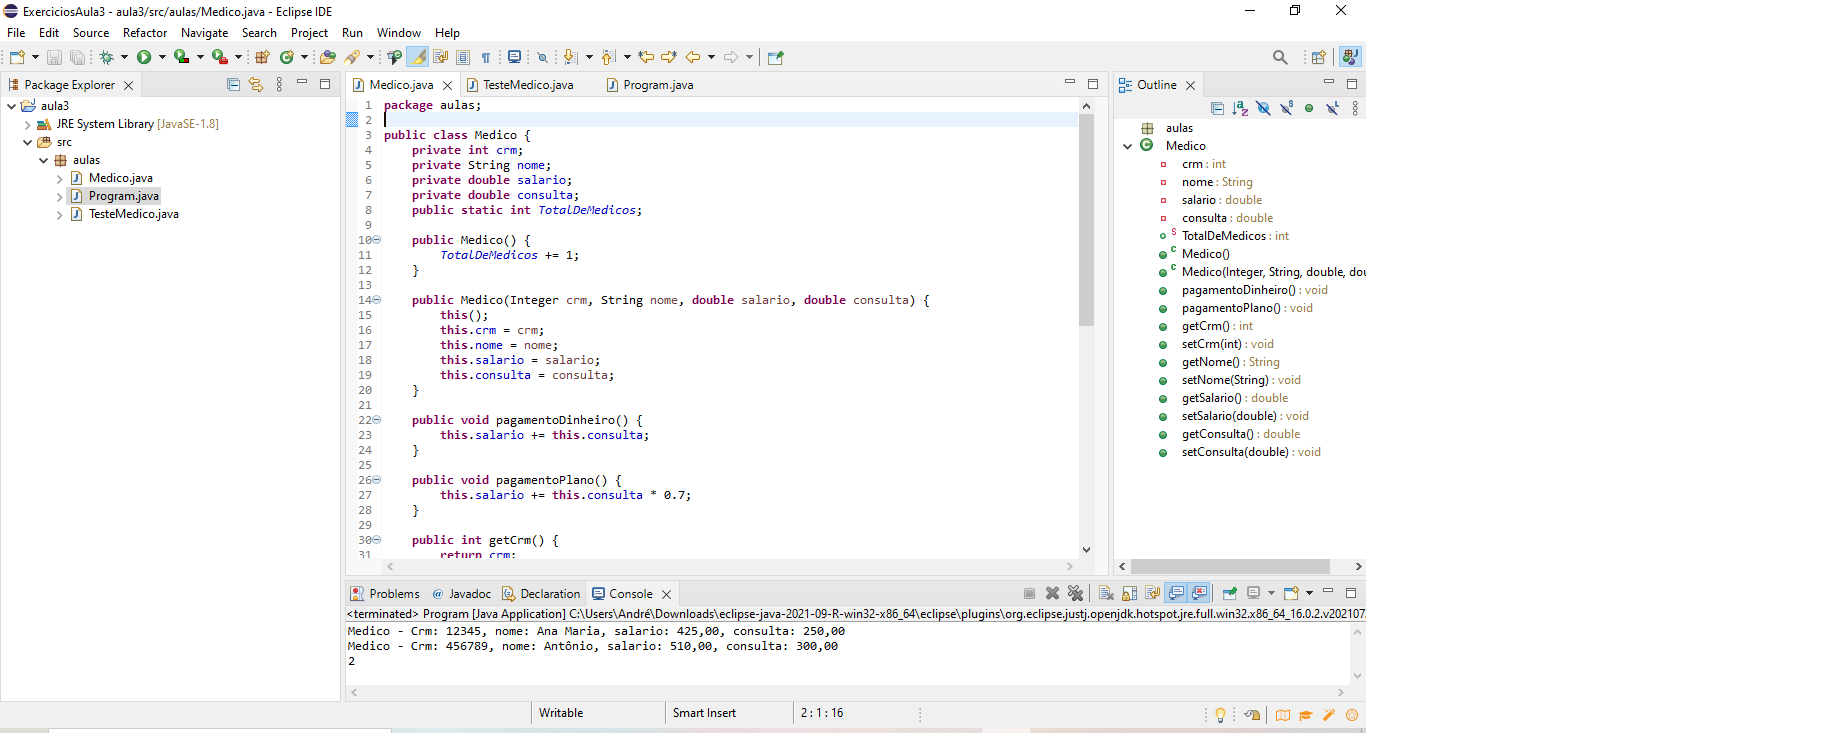 ExerciciosAula3 - aula3/src/aulas/Medico.java - Eclipse IDE
File Edit Source Refactor Navigate Search Project Run Window Help
Package Explorer
aula3
JRE System Library [JavaSE-1.8]
src
aulas
Medico.java
Program.java
TesteMedico.java
Medico.java TesteMedico.java Program.java
1 package aulas;
2
3 public class Medico {
4 private int crm;
5 private String nome;
6 private double salario;
7 private double consulta;
8 public static int TotalDeMedicos;
9
10 public Medico() {
11 TotalDeMedicos += 1;
12 }
13
14 public Medico(Integer crm, String nome, double salario, double consulta) {
15 this();
16 this.crm = crm;
17 this.nome = nome;
18 this.salario = salario;
19 this.consulta = consulta;
20 }
21
22 public void pagamentoDinheiro() {
23 this.salario += this.consulta;
24 }
25
26 public void pagamentoPlano() {
27 this.salario += this.consulta * 0.7;
28 }
29
30 public int getCrm() {
31 return crm;
Outline
aulas
Medico
crm : int
nome : String
salario : double
consulta : double
TotalDeMedicos : int
Medico()
Medico(Integer, String, double, dou
pagamentoDinheiro() : void
pagamentoPlano() : void
getCrm() : int
setCrm(int) : void
getNome() : String
setNome(String) : void
getSalario() : double
setSalario(double) : void
getConsulta() : double
setConsulta(double) : void
Problems @ Javadoc Declaration Console
<terminated> Program [Java Application] C:\Users\André\Downloads\eclipse-java-2021-09-R-win32-x86_64\eclipse\plugins\org.eclipse.justj.openjdk.hotspot.jre.full.win32.x86_64_16.0.2.v202107
Medico - Crm: 12345, nome: Ana Maria, salario: 425,00, consulta: 250,00
Medico - Crm: 456789, nome: Antônio, salario: 510,00, consulta: 300,00
2
Writable Smart Insert 2 : 1 : 16